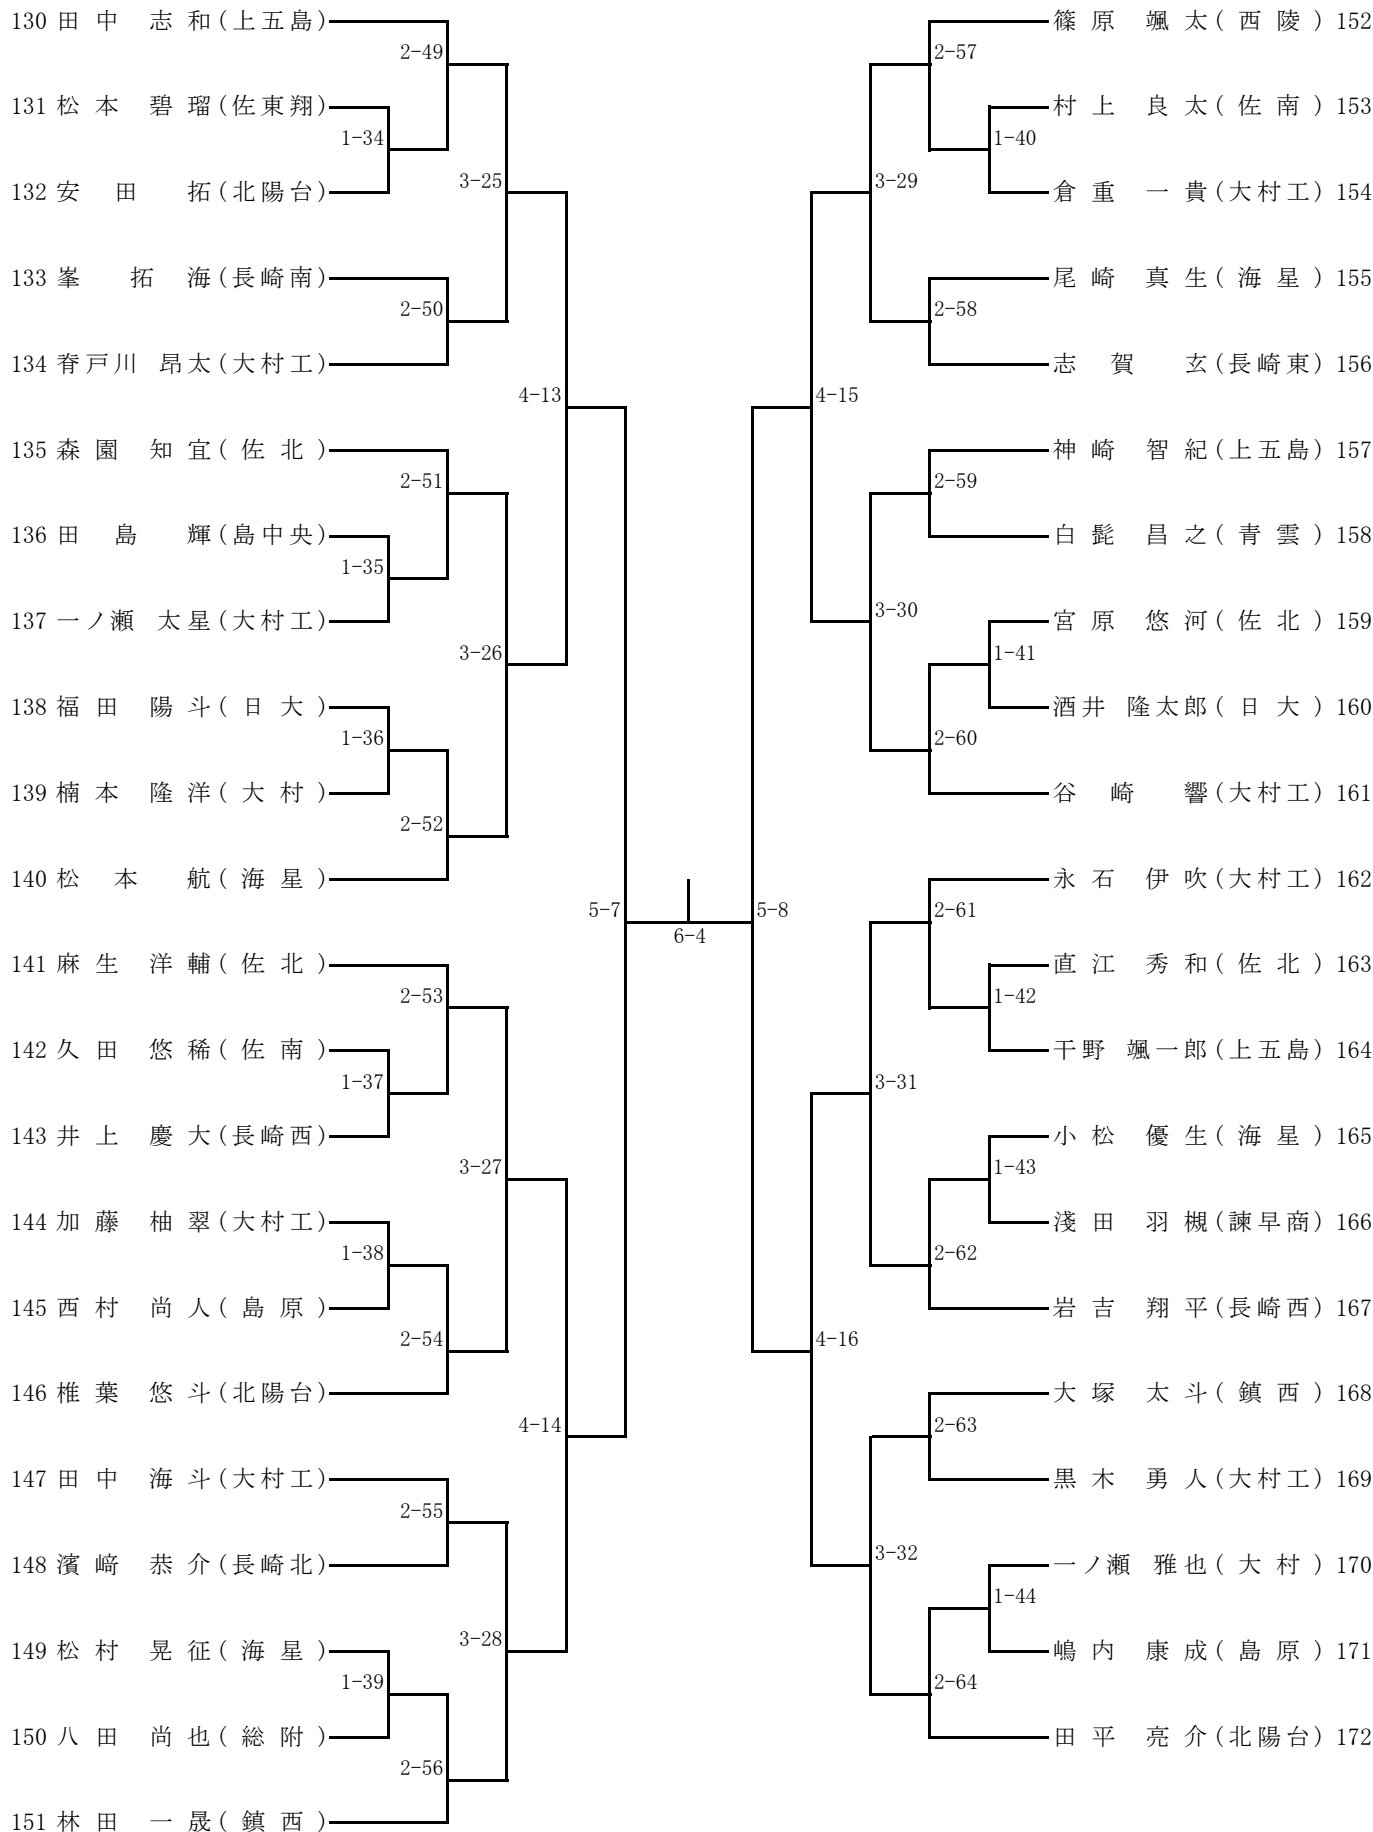 130 田中 志和(上五島)
2-49
131 松本 碧瑠(佐東翔)
1-34
132 安田 拓(北陽台)
3-25
133 峯 拓海(長崎南)
2-50
134 脊戸川 昂太(大村工)
4-13
135 森園 知宜(佐北)
2-51
136 田島 輝(島中央)
1-35
137 一ノ瀬 太星(大村工)
3-26
138 福田 陽斗(日大)
1-36
139 楠本 隆洋(大村)
2-52
140 松本 航(海星)
5-7
141 麻生 洋輔(佐北)
2-53
142 久田 悠稀(佐南)
1-37
143 井上 慶大(長崎西)
3-27
144 加藤 柚翠(大村工)
1-38
145 西村 尚人(島原)
2-54
146 椎葉 悠斗(北陽台)
4-14
147 田中 海斗(大村工)
2-55
148 濱﨑 恭介(長崎北)
3-28
149 松村 晃征(海星)
1-39
150 八田 尚也(総附)
2-56
151 林田 一晟(鎮西)
6-4
篠原 颯太(西陵) 152
2-57
村上 良太(佐南) 153
1-40
倉重 一貴(大村工) 154
3-29
尾崎 真生(海星) 155
2-58
志賀 玄(長崎東) 156
4-15
神崎 智紀(上五島) 157
2-59
白髭 昌之(青雲) 158
3-30
宮原 悠河(佐北) 159
1-41
酒井 隆太郎(日大) 160
2-60
谷崎 響(大村工) 161
5-8
永石 伊吹(大村工) 162
2-61
直江 秀和(佐北) 163
1-42
干野 颯一郎(上五島) 164
3-31
小松 優生(海星) 165
1-43
淺田 羽槻(諫早商) 166
2-62
岩吉 翔平(長崎西) 167
4-16
大塚 太斗(鎮西) 168
2-63
黒木 勇人(大村工) 169
3-32
一ノ瀬 雅也(大村) 170
1-44
嶋内 康成(島原) 171
2-64
田平 亮介(北陽台) 172